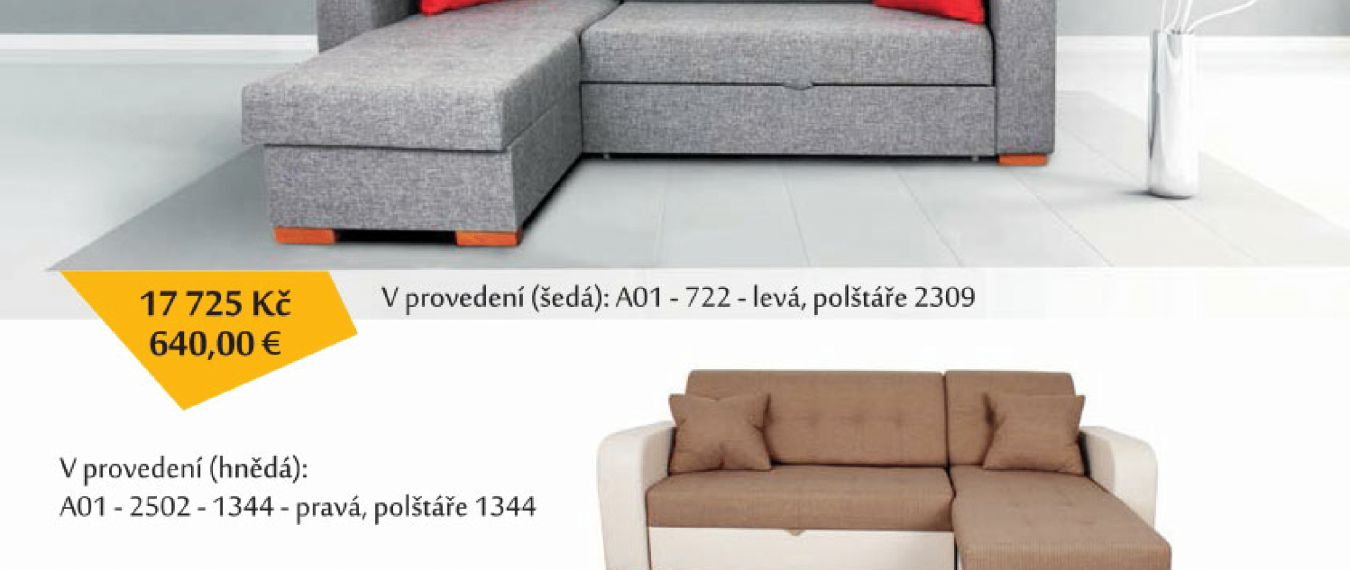 17 725 Kč
640,00 €
V provedení (šedá): A01 - 722 - levá, polštáře 2309
V provedení (hnědá):
A01 - 2502 - 1344 - pravá, polštáře 1344